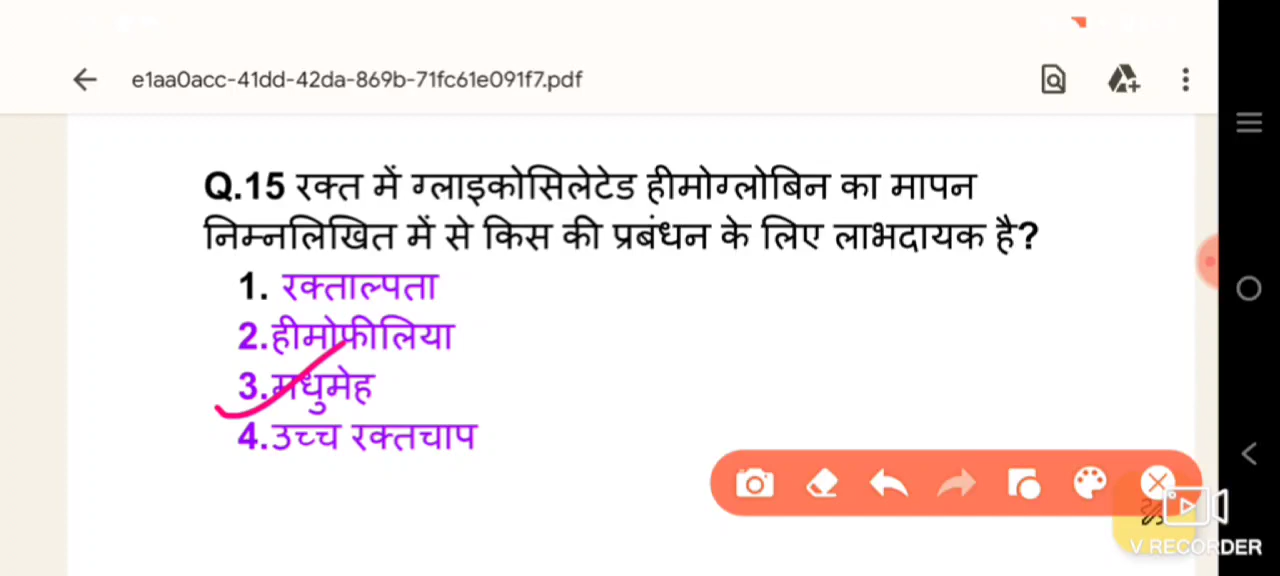 e1aa0acc-41dd-42da-869b-71fc61e091f7.pdf
Q.15 रक्त में ग्लाइकोसिलेटेड हीमोग्लोबिन का मापन
निम्नलिखित में से किस की प्रबंधन के लिए लाभदायक है?
1. रक्ताल्पता
2.हीमोफीलिया
3.मधुमेह
4.उच्च रक्तचाप
V RECORDER